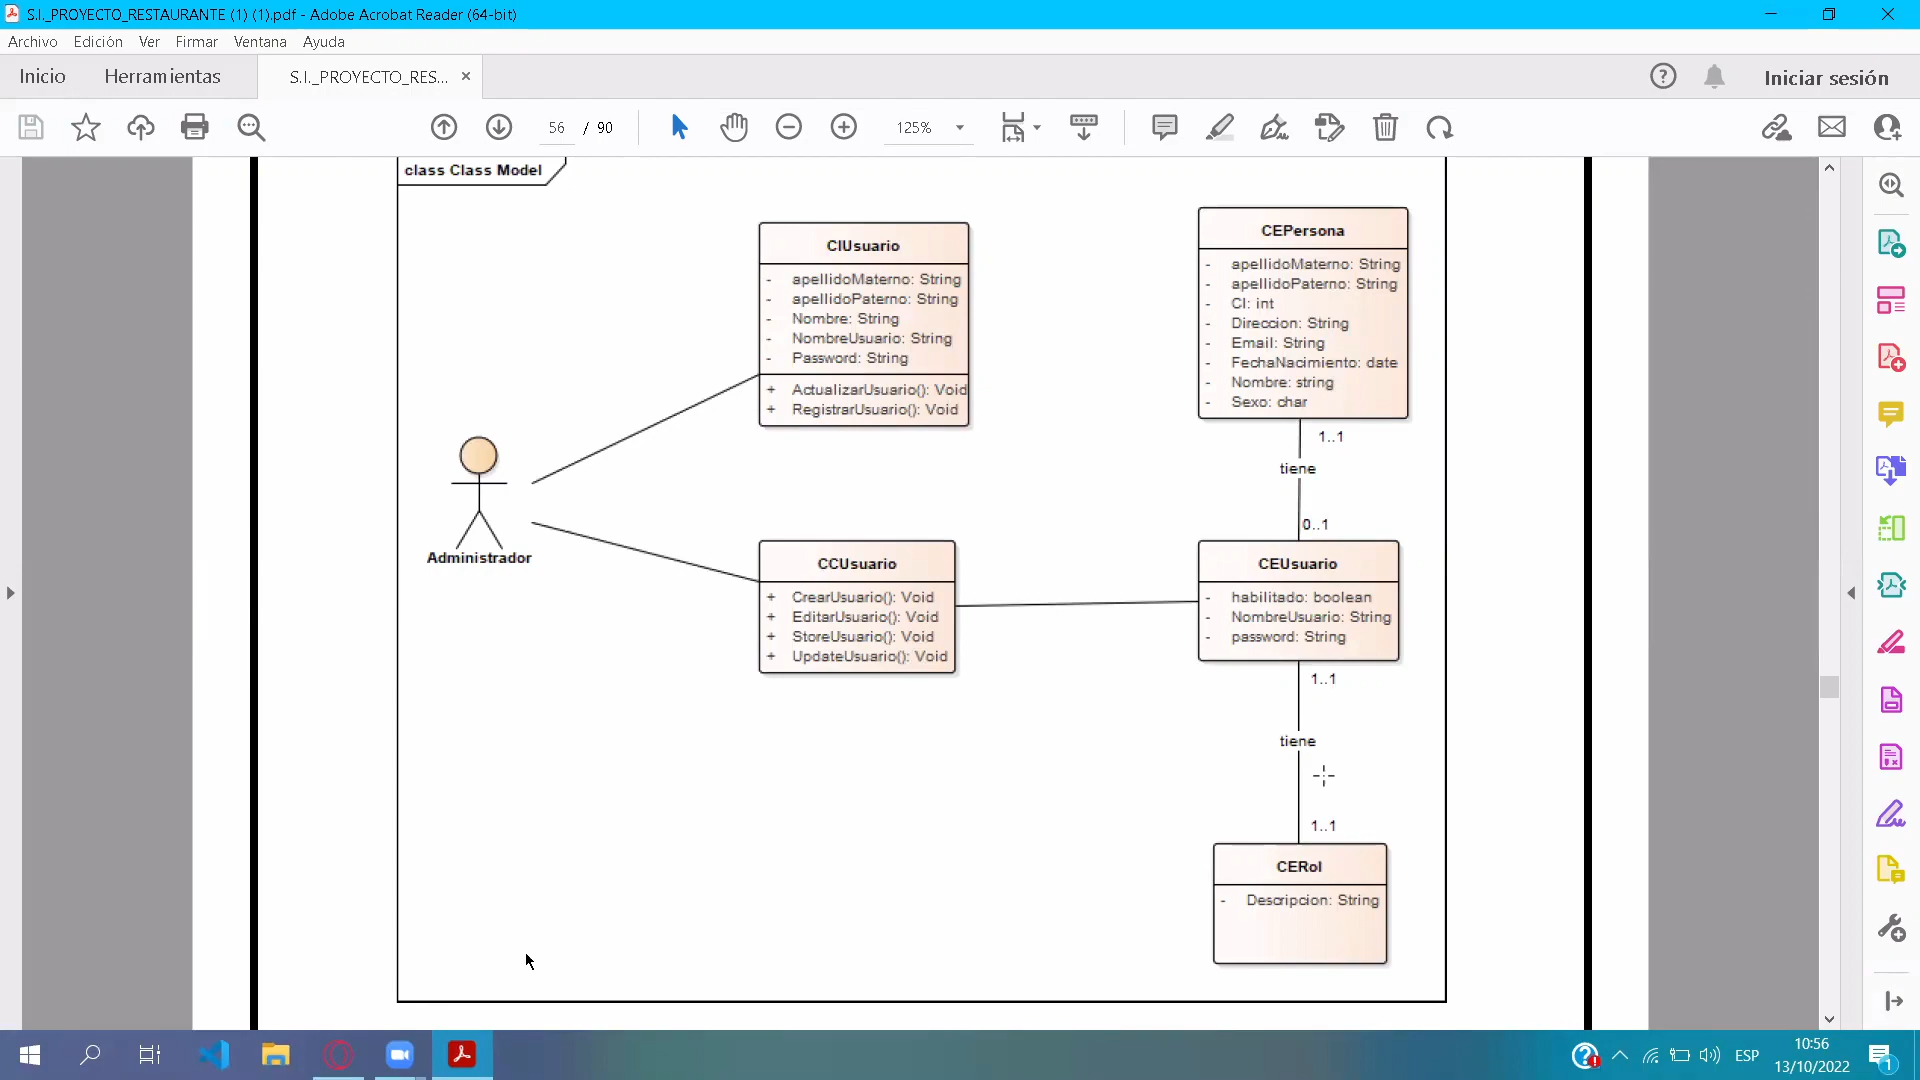 S.I._PROYECTO_RESTAURANTE (1) (1).pdf - Adobe Acrobat Reader (64-bit)
Archivo Edición Ver Firmar Ventana Ayuda
Inicio Herramientas S.I._PROYECTO_RES... × Iniciar sesión
56 / 90 125%
class Class Model
CIUsuario
- apellidoMaterno: String
- apellidoPaterno: String
- Nombre: String
- NombreUsuario: String
- Password: String
+ ActualizarUsuario(): Void
+ RegistrarUsuario(): Void
CEPersona
- apellidoMaterno: String
- apellidoPaterno: String
- CI: int
- Direccion: String
- Email: String
- FechaNacimiento: date
- Nombre: string
- Sexo: char
1..1
tiene
0..1
Administrador
CCUsuario
+ CrearUsuario(): Void
+ EditarUsuario(): Void
+ StoreUsuario(): Void
+ UpdateUsuario(): Void
CEUsuario
- habilitado: boolean
- NombreUsuario: String
- password: String
1..1
tiene
1..1
CERol
- Descripcion: String
ESP
10:56
13/10/2022
1